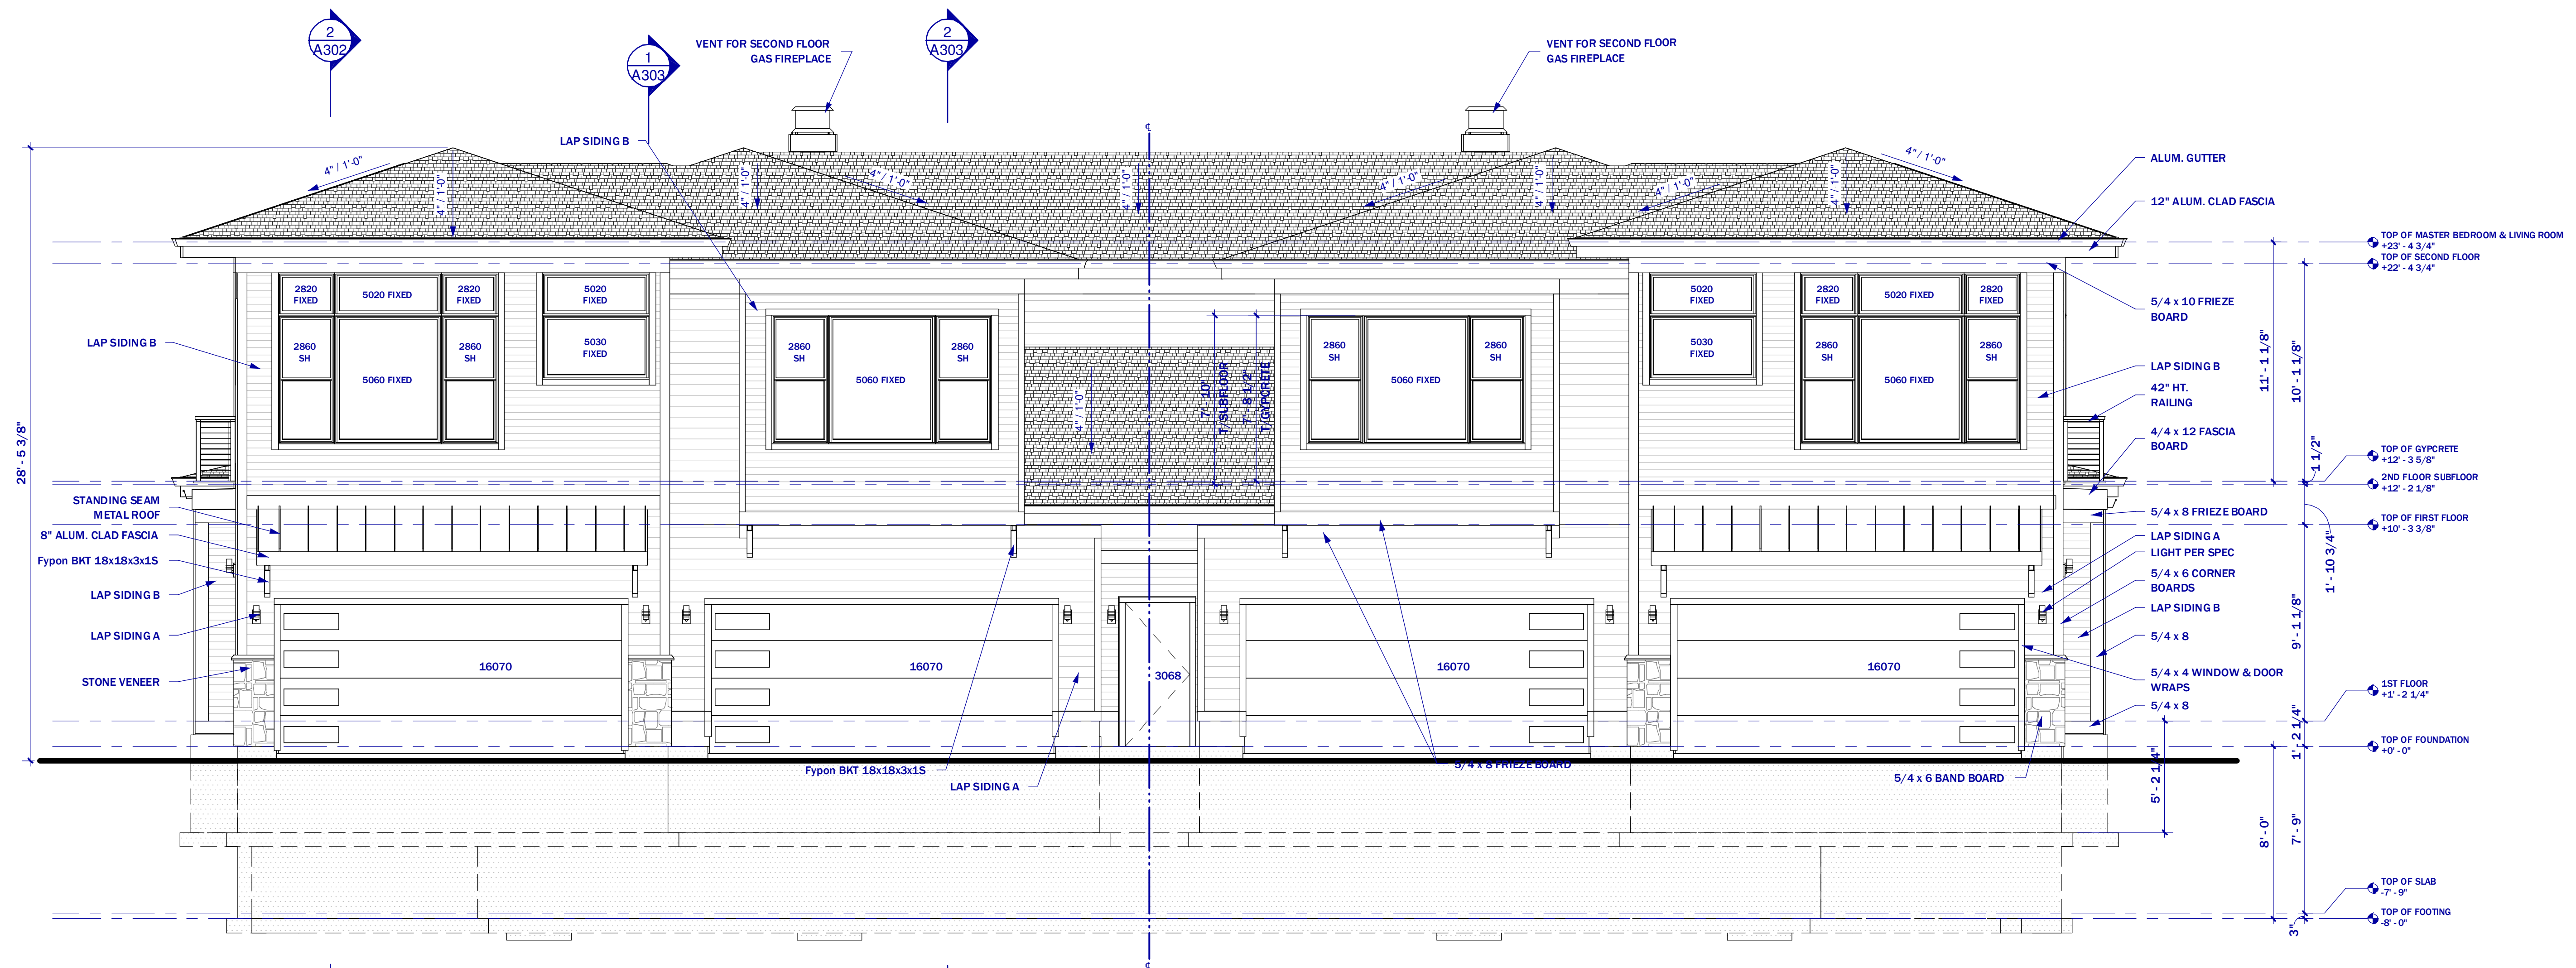 2
A302
1
A303
VENT FOR SECOND FLOOR
GAS FIREPLACE
2
A303
VENT FOR SECOND FLOOR
GAS FIREPLACE
LAP SIDING B
4" / 1'-0"
4" / 1'-0"
4" / 1'-0"
4" / 1'-0"
4" / 1'-0"
4" / 1'-0"
4" / 1'-0"
4" / 1'-0"
4" / 1'-0"
4" / 1'-0"
4" / 1'-0"
ALUM. GUTTER
12" ALUM. CLAD FASCIA
TOP OF MASTER BEDROOM & LIVING ROOM
+23' - 4 3/4"
TOP OF SECOND FLOOR
+22' - 4 3/4"
2820
FIXED
5020 FIXED
2820
FIXED
5020
FIXED
5020
FIXED
2820
FIXED
5020 FIXED
2820
FIXED
5/4 x 10 FRIEZE
BOARD
LAP SIDING B
2860
SH
5060 FIXED
2860
SH
5030
FIXED
2860
SH
5060 FIXED
2860
SH
2860
SH
5060 FIXED
2860
SH
5030
FIXED
2860
SH
5060 FIXED
2860
SH
7' - 10"
T/SUBFLOOR
7' - 8 1/2"
T/GYPCRETE
LAP SIDING B
42" HT.
RAILING
4/4 x 12 FASCIA
BOARD
11' - 1 1/8"
10' - 1 1/8"
28' - 5 3/8"
1 1/2"
TOP OF GYPCRETE
+12' - 3 5/8"
2ND FLOOR SUBFLOOR
+12' - 2 1/8"
STANDING SEAM
METAL ROOF
8" ALUM. CLAD FASCIA
Fypon BKT 18x18x3x1S
LAP SIDING B
LAP SIDING A
STONE VENEER
5/4 x 8 FRIEZE BOARD
LAP SIDING A
LIGHT PER SPEC
5/4 x 6 CORNER
BOARDS
LAP SIDING B
5/4 x 8
5/4 x 4 WINDOW & DOOR
WRAPS
5/4 x 8
TOP OF FIRST FLOOR
+10' - 3 3/8"
1' - 10 3/4"
9' - 1 1/8"
16070
16070
3068
16070
16070
1ST FLOOR
+1' - 2 1/4"
1' - 2 1/4"
TOP OF FOUNDATION
+0' - 0"
Fypon BKT 18x18x3x1S
LAP SIDING A
5/4 x 8 FRIEZE BOARD
5/4 x 6 BAND BOARD
5' - 2 1/4"
8' - 0"
7' - 9"
TOP OF SLAB
-7' - 9"
TOP OF FOOTING
-8' - 0"
3"